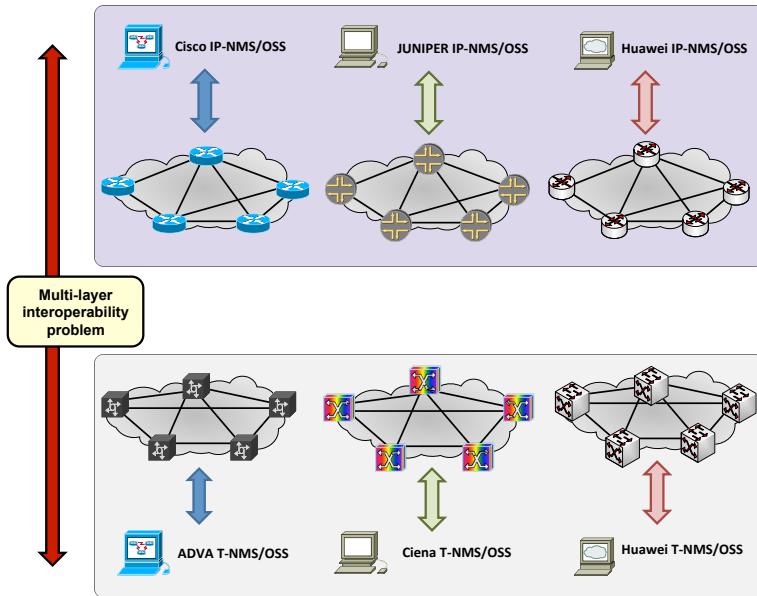 Cisco IP-NMS/OSS
JUNIPER IP-NMS/OSS
Huawei IP-NMS/OSS
Multi-layer
interoperability
problem
ADVA T-NMS/OSS
Ciena T-NMS/OSS
Huawei T-NMS/OSS